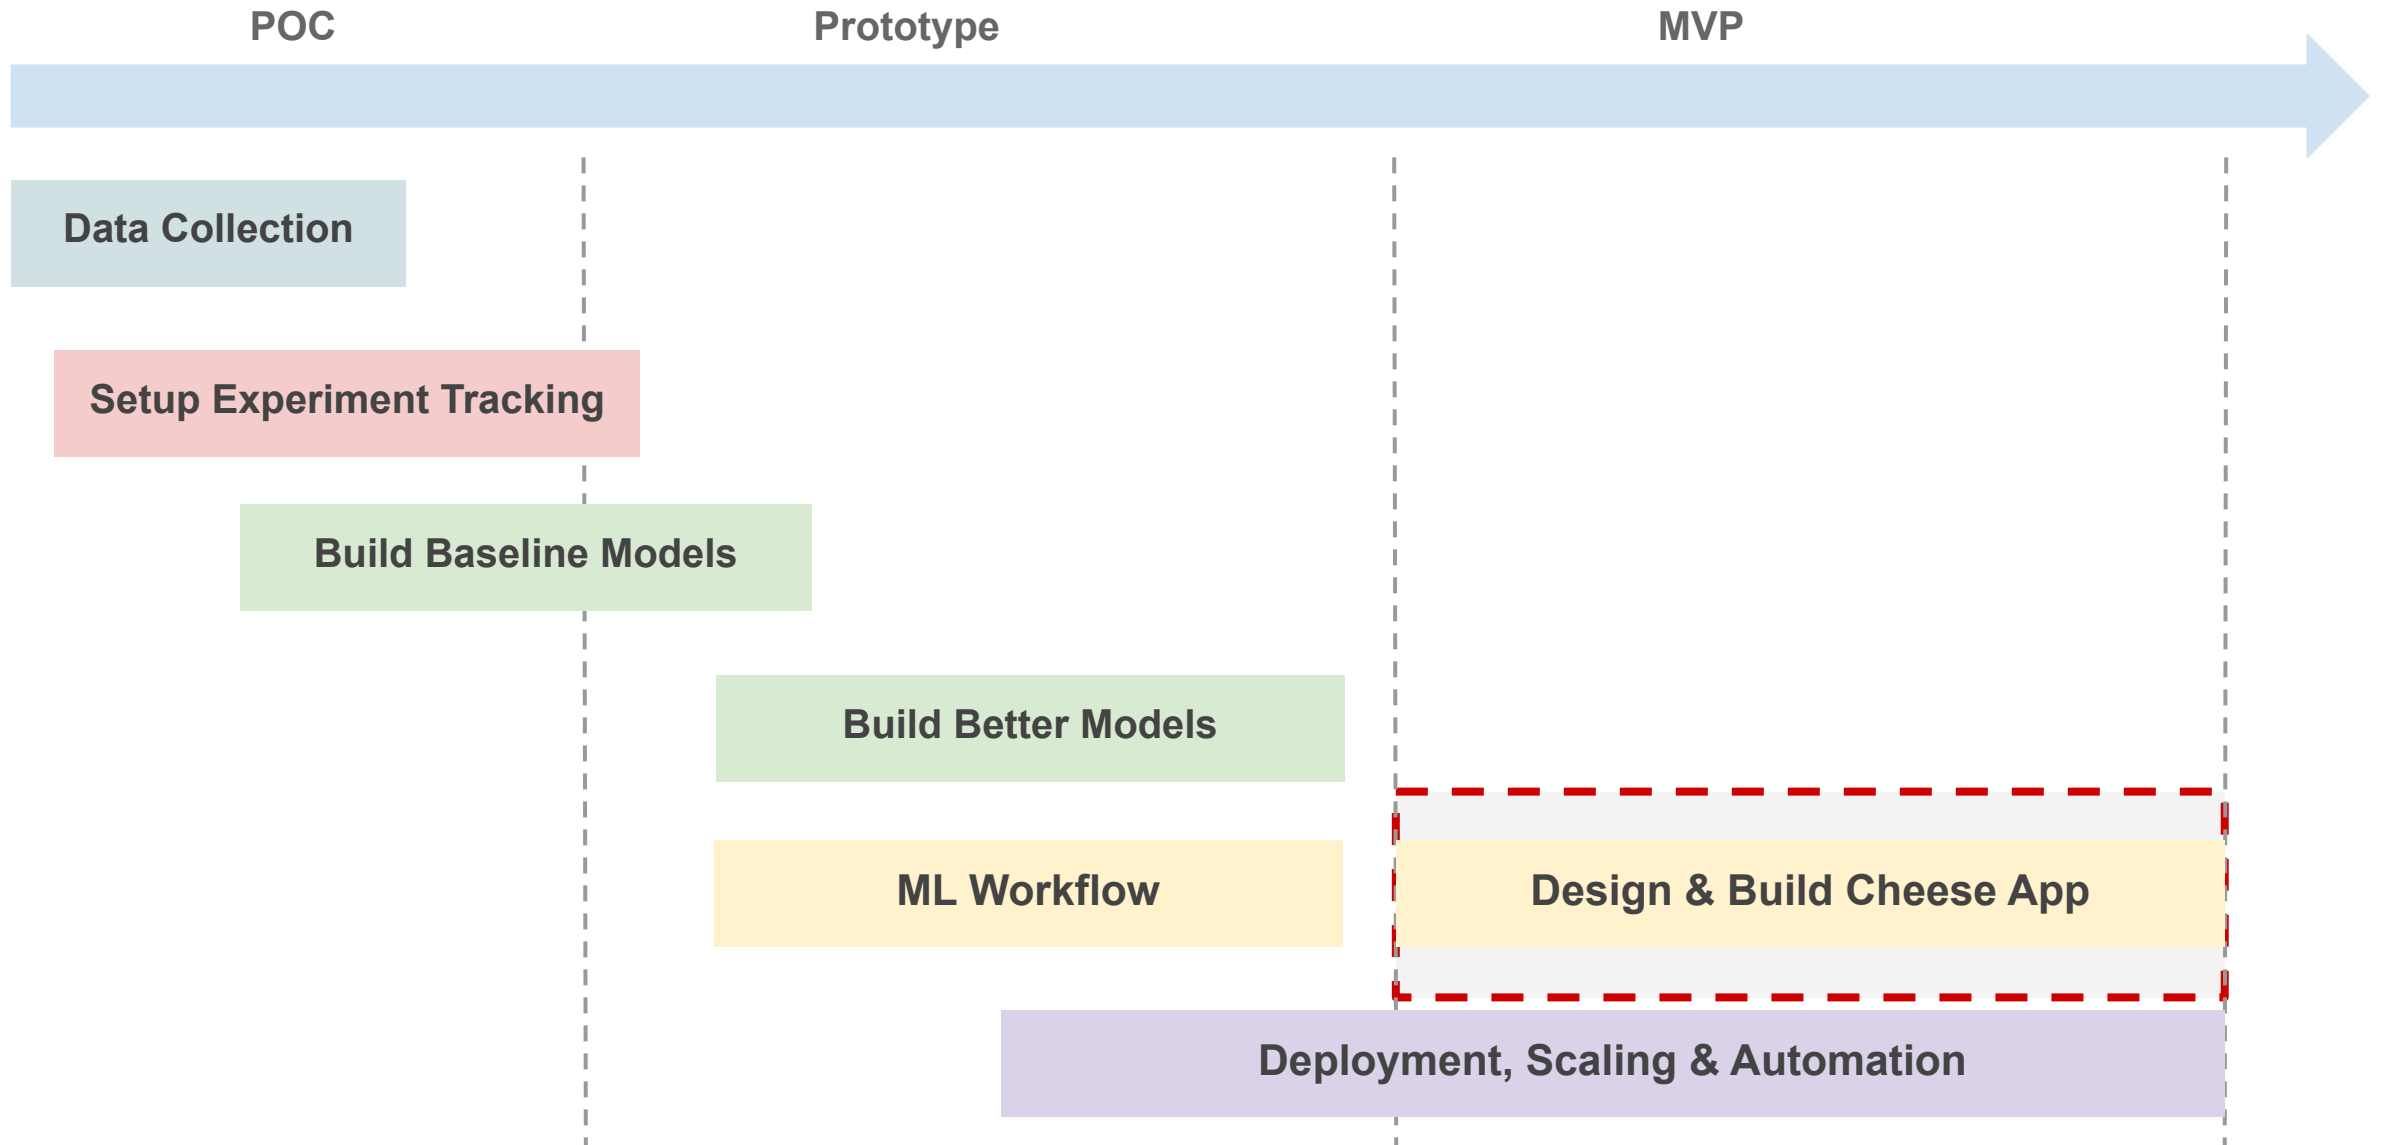 POC
Prototype
MVP
Data Collection
Setup Experiment Tracking
Build Baseline Models
Build Better Models
ML Workflow
Design & Build Cheese App
Deployment, Scaling & Automation